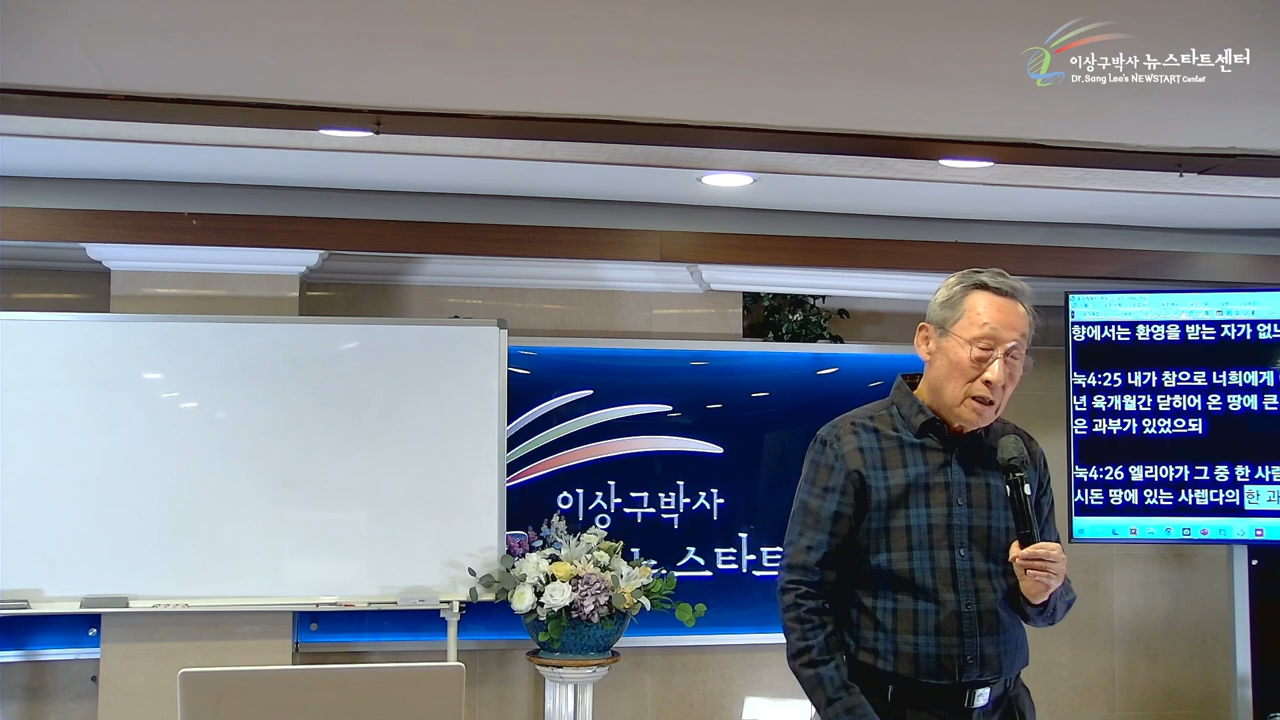 이상구박사 뉴스타트센터
Dr. Sang Lee's NEWSTART Center
향에서는 환영을 받는 자가 없느
눅4:25 내가 참으로 너희에게
년 육개월간 닫히어 온 땅에 큰
은 과부가 있었으되
눅4:26 엘리야가 그 중 한 사람
시돈 땅에 있는 사렙다의 한 과
이상구박사
스타트